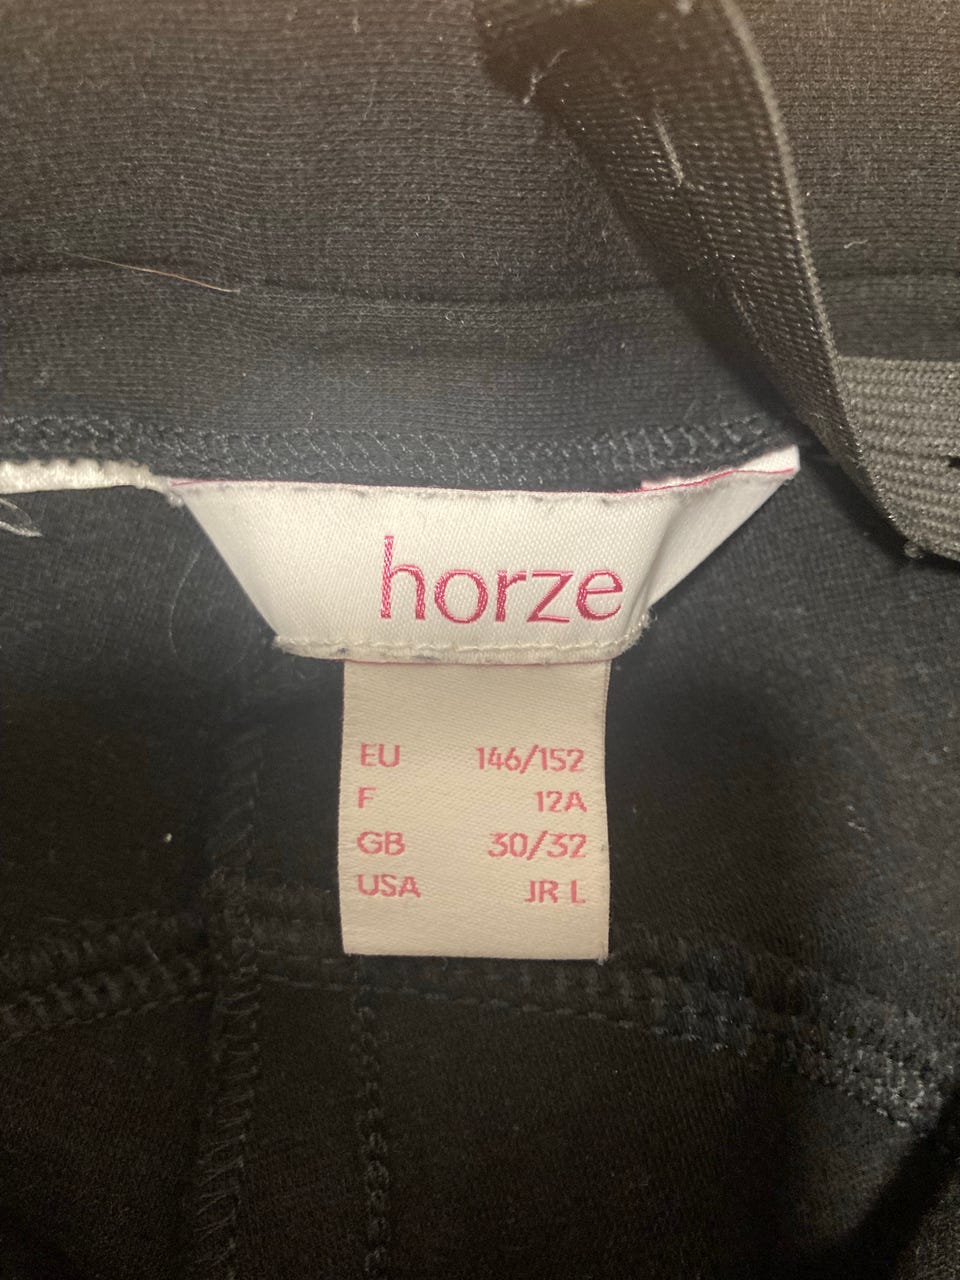 horze
EU 146/152
F 12A
GB 30/32
USA JR L